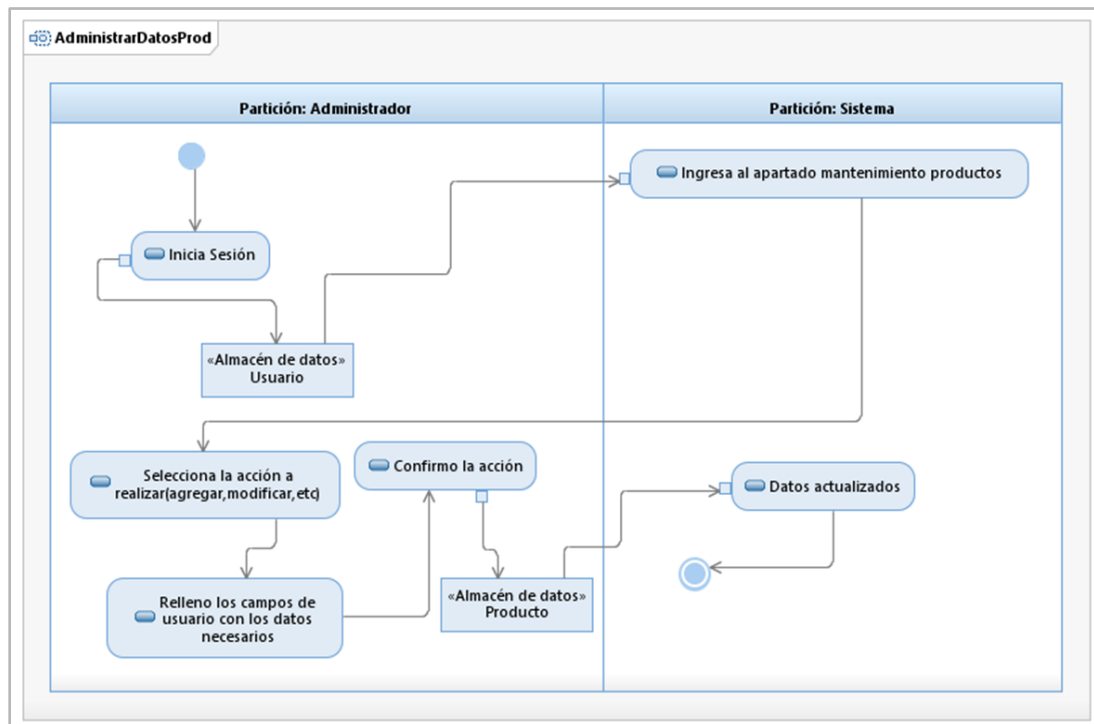 AdministrarDatosProd
Partición: Administrador
Partición: Sistema
Ingresa al apartado mantenimiento productos
Inicia Sesión
«Almacén de datos»
Usuario
Selecciona la acción a
realizar(agregar,modificar,etc)
Confirmo la acción
Datos actualizados
Relleno los campos de
usuario con los datos
necesarios
«Almacén de datos»
Producto